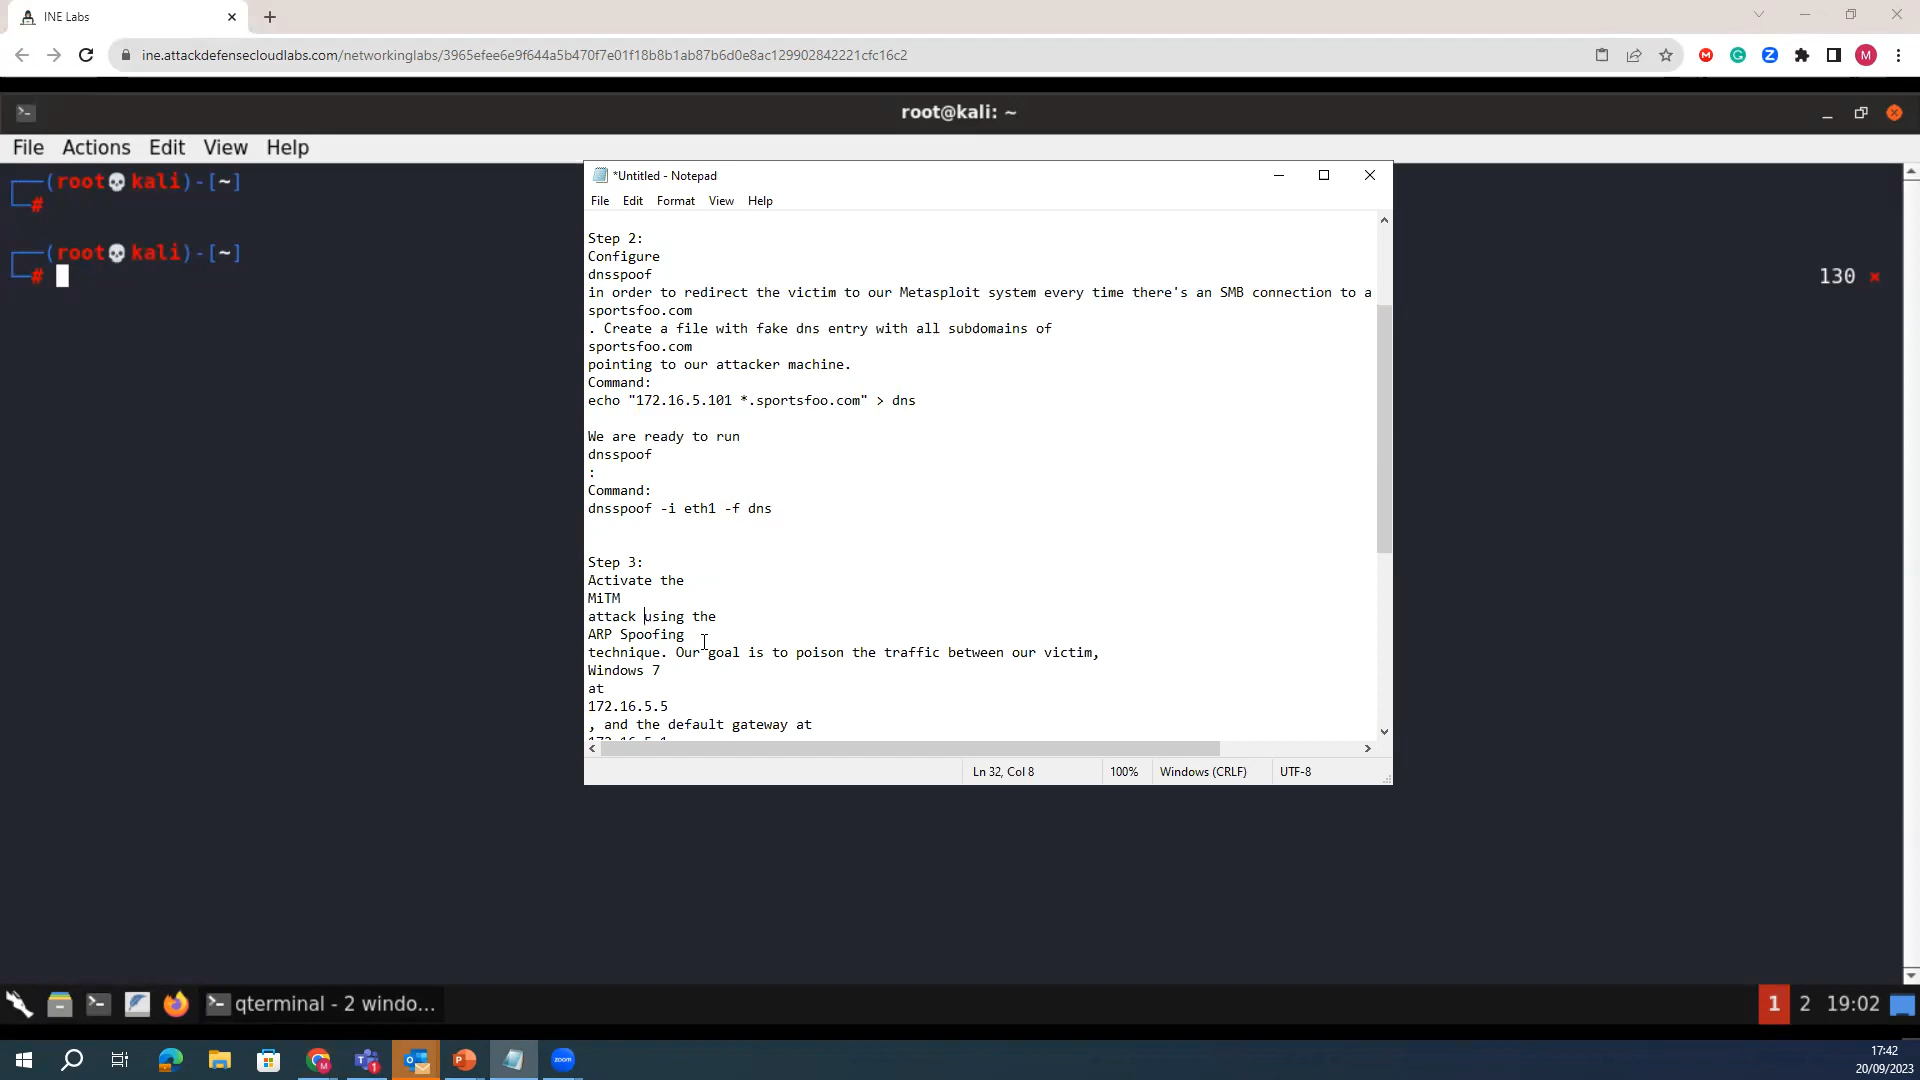 INE Labs
ine.attackdefensecloudlabs.com/networkinglabs/3965efee6e9f644a5b470f7e01f18b8b1ab87b6d0e8ac129902842221cfc16c2
M
root@kali: ~
File Actions Edit View Help
(root💀kali)-[~]
#
(root💀kali)-[~]
#
130 ×
*Untitled - Notepad
File Edit Format View Help
Step 2:
Configure
dnsspoof
in order to redirect the victim to our Metasploit system every time there's an SMB connection to a
sportsfoo.com
. Create a file with fake dns entry with all subdomains of
sportsfoo.com
pointing to our attacker machine.
Command:
echo "172.16.5.101 *.sportsfoo.com" > dns
We are ready to run
dnsspoof
:
Command:
dnsspoof -i eth1 -f dns
Step 3:
Activate the
MiTM
attack using the
ARP Spoofing
technique. Our goal is to poison the traffic between our victim,
Windows 7
at
172.16.5.5
, and the default gateway at
Ln 32, Col 8
100%
Windows (CRLF)
UTF-8
qterminal - 2 windo...
1 2 19:02
zoom
17:42
20/09/2023